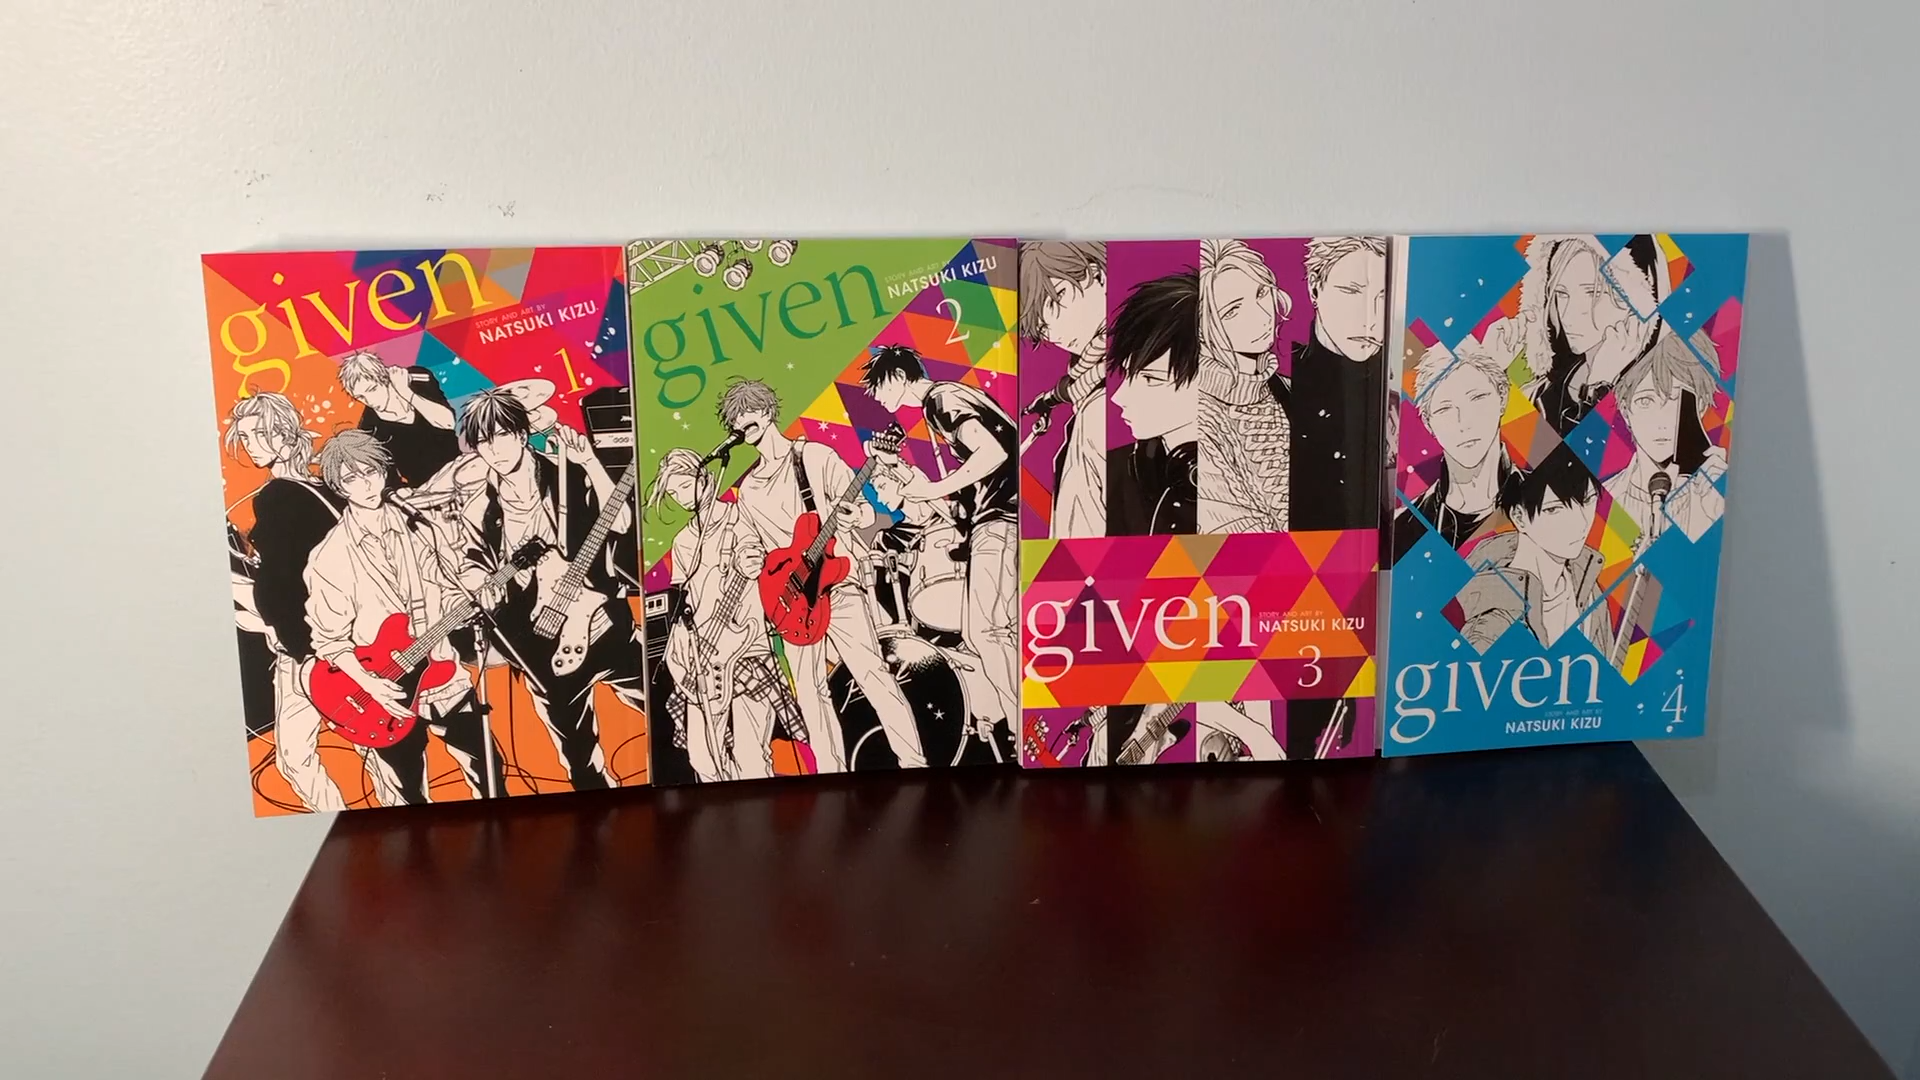 given
STORY AND ART BY
NATSUKI KIZU
1
given
STORY AND ART BY
NATSUKI KIZU
2
given
STORY AND ART BY
NATSUKI KIZU
3
given
STORY AND ART BY
NATSUKI KIZU
4